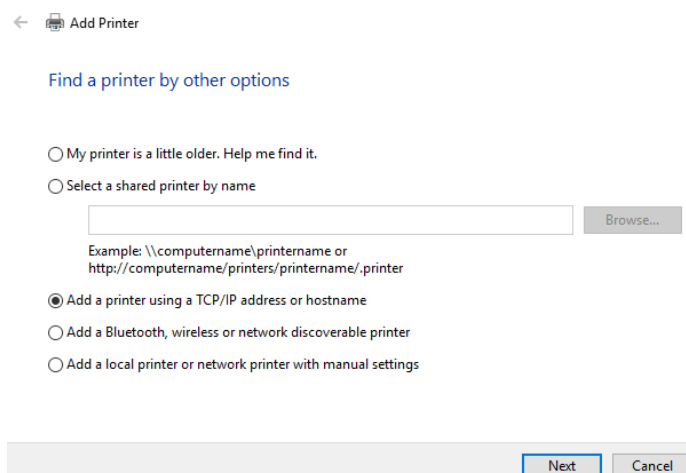 Add Printer
Find a printer by other options
My printer is a little older. Help me find it.
Select a shared printer by name
Browse...
Example: \\computername\printername or
http://computername/printers/printername/.printer
Add a printer using a TCP/IP address or hostname
Add a Bluetooth, wireless or network discoverable printer
Add a local printer or network printer with manual settings
Next Cancel